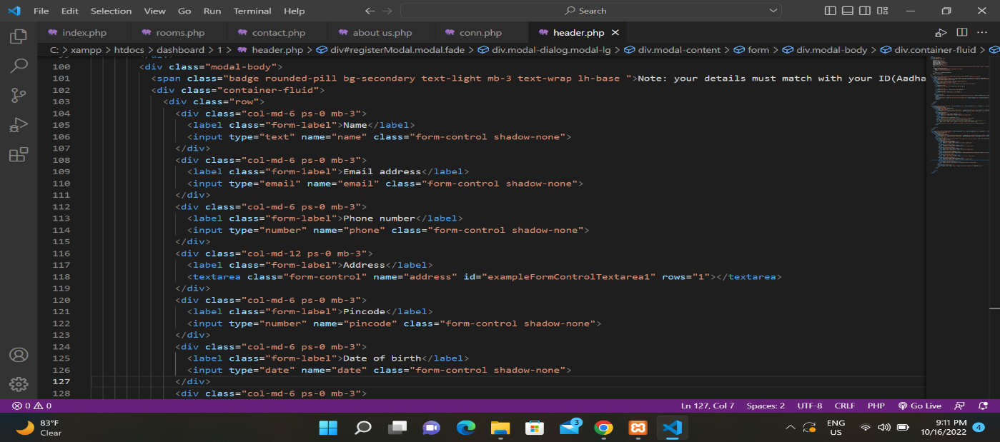 File Edit Selection View Go Run Terminal Help Search
index.php rooms.php contact.php about us.php conn.php header.php
C: > xampp > htdocs > dashboard > 1 > header.php > div#registerModal.modal.fade > div.modal-dialog.modal-lg > div.modal-content > form > div.modal-body > div.container-fluid >
100 <div class="modal-body">
101 <span class="badge rounded-pill bg-secondary text-light mb-3 text-wrap lh-base ">Note: your details must match with your ID(Aadha
102 <div class="container-fluid">
103 <div class="row">
104 <div class="col-md-6 ps-0 mb-3">
105 <label class="form-label">Name</label>
106 <input type="text" name="name" class="form-control shadow-none">
107 </div>
108 <div class="col-md-6 ps-0 mb-3">
109 <label class="form-label">Email address</label>
110 <input type="email" name="email" class="form-control shadow-none">
111 </div>
112 <div class="col-md-6 ps-0 mb-3">
113 <label class="form-label">Phone number</label>
114 <input type="number" name="phone" class="form-control shadow-none">
115 </div>
116 <div class="col-md-12 ps-0 mb-3">
117 <label class="form-label">Address</label>
118 <textarea class="form-control" name="address" id="exampleFormControlTextarea1" rows="1"></textarea>
119 </div>
120 <div class="col-md-6 ps-0 mb-3">
121 <label class="form-label">Pincode</label>
122 <input type="number" name="pincode" class="form-control shadow-none">
123 </div>
124 <div class="col-md-6 ps-0 mb-3">
125 <label class="form-label">Date of birth</label>
126 <input type="date" name="date" class="form-control shadow-none">
127 </div>
128 <div class="col-md-6 ps-0 mb-3">
0 0 Ln 127, Col 7 Spaces: 2 UTF-8 CRLF PHP Go Live
83°F
Clear
3
ENG
US
9:11 PM
10/16/2022
4